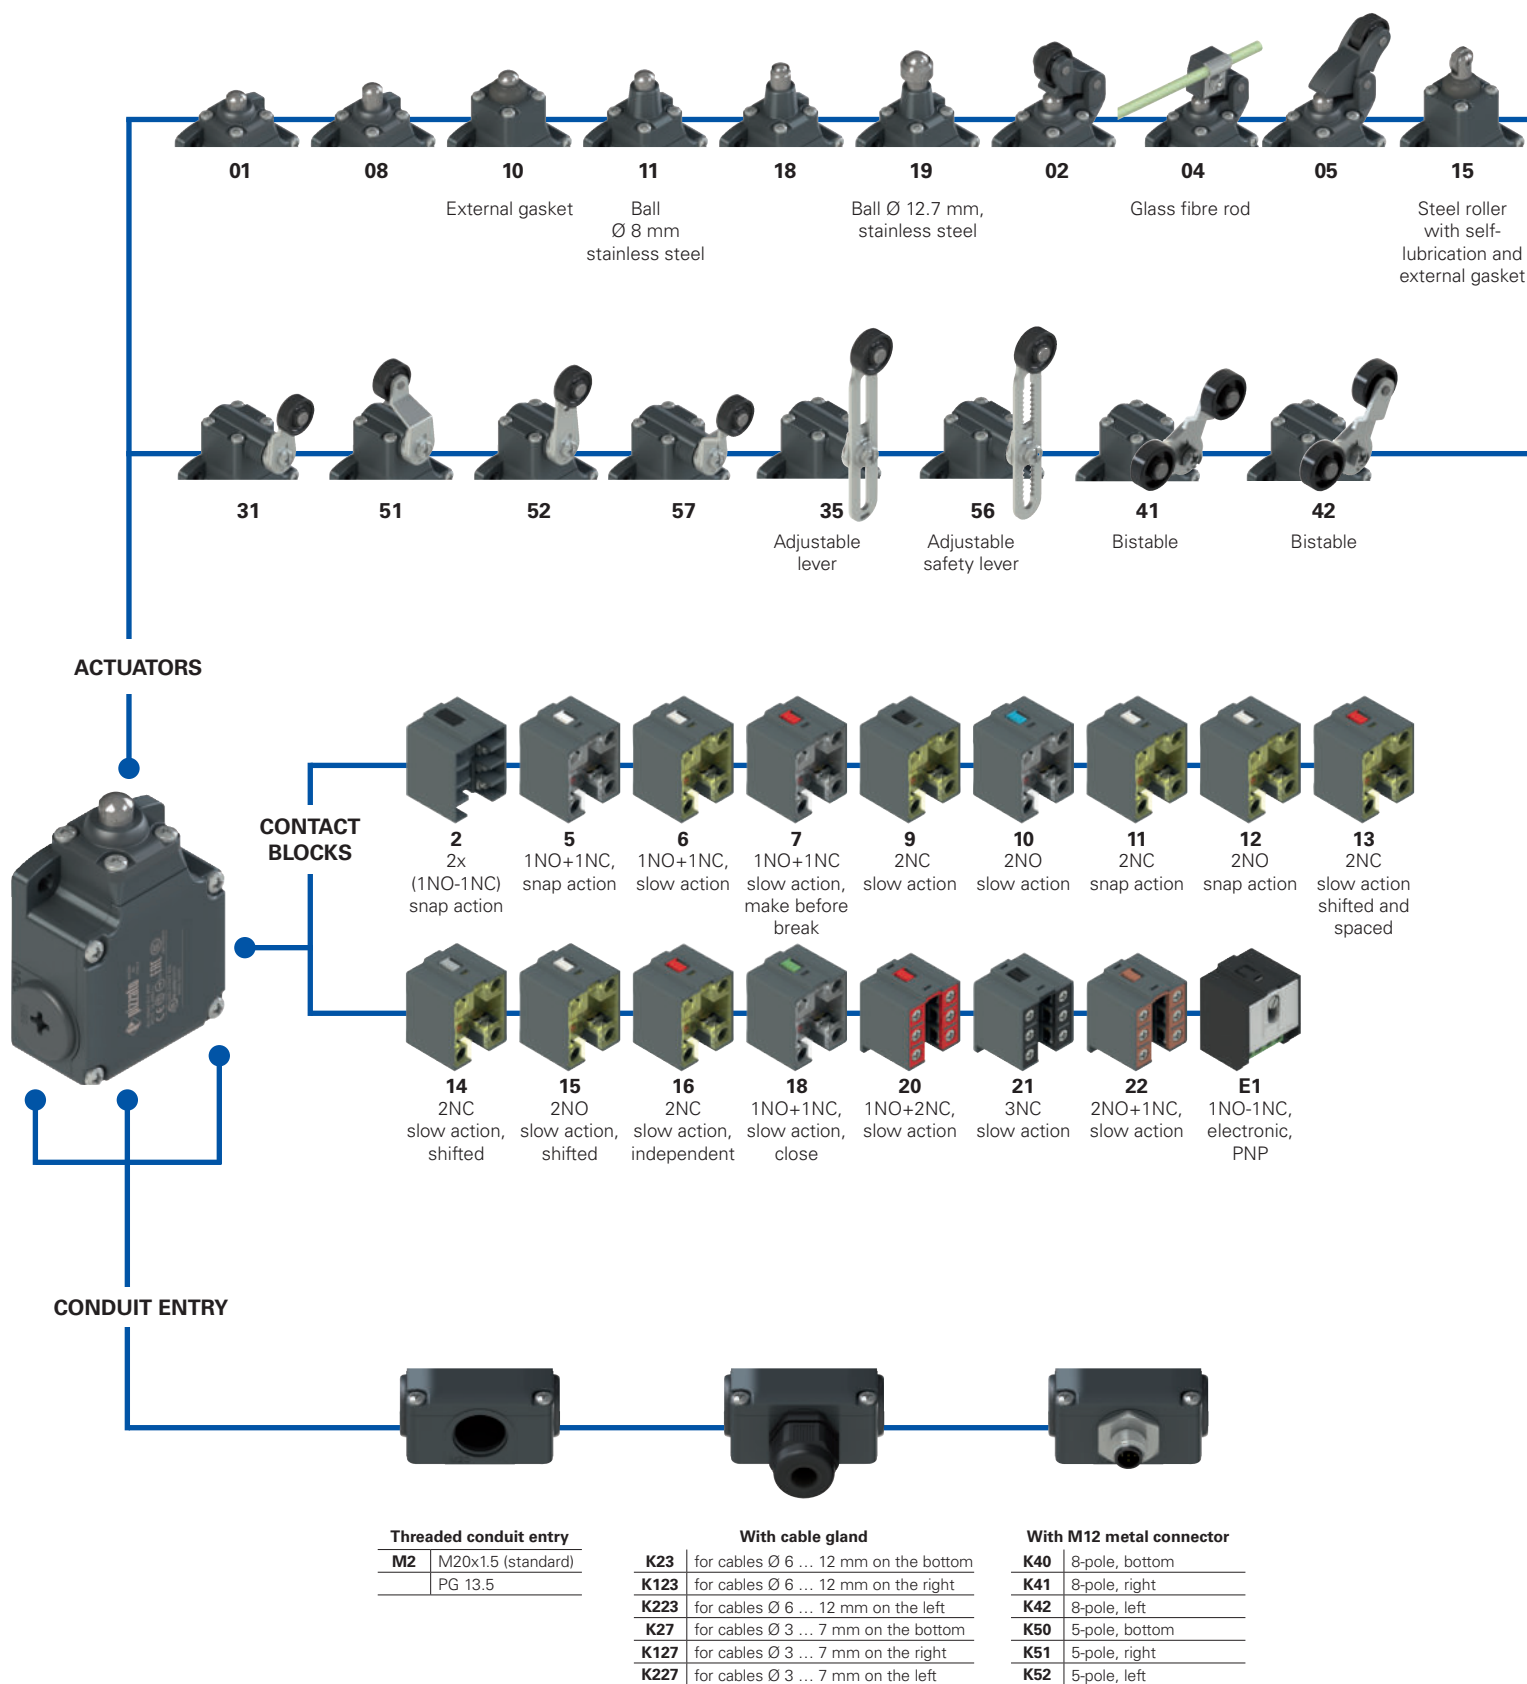 01 08 10 11 18 19 02 04 05 15
External gasket
Ball
Ø 8 mm
stainless steel
Ball Ø 12.7 mm,
stainless steel
Glass fibre rod
Steel roller
with self-
lubrication and
external gasket
31 51 52 57 35 56 41 42
Adjustable
lever
Adjustable
safety lever
Bistable
Bistable
ACTUATORS
CONTACT
BLOCKS
2
2x
(1NO-1NC)
snap action
5
1NO+1NC,
snap action
6
1NO+1NC,
slow action
7
1NO+1NC
slow action,
make before
break
9
2NC
slow action
10
2NO
slow action
11
2NC
snap action
12
2NO
snap action
13
2NC
slow action
shifted and
spaced
pizzato
14
2NC
slow action,
shifted
15
2NO
slow action,
shifted
16
2NC
slow action,
independent
18
1NO+1NC,
slow action,
close
20
1NO+2NC,
slow action
21
3NC
slow action
22
2NO+1NC,
slow action
E1
1NO-1NC,
electronic,
PNP
CONDUIT ENTRY
Threaded conduit entry
M2 M20x1.5 (standard)
PG 13.5
With cable gland
K23 for cables Ø 6 … 12 mm on the bottom
K123 for cables Ø 6 … 12 mm on the right
K223 for cables Ø 6 … 12 mm on the left
K27 for cables Ø 3 … 7 mm on the bottom
K127 for cables Ø 3 … 7 mm on the right
K227 for cables Ø 3 … 7 mm on the left
With M12 metal connector
K40 8-pole, bottom
K41 8-pole, right
K42 8-pole, left
K50 5-pole, bottom
K51 5-pole, right
K52 5-pole, left